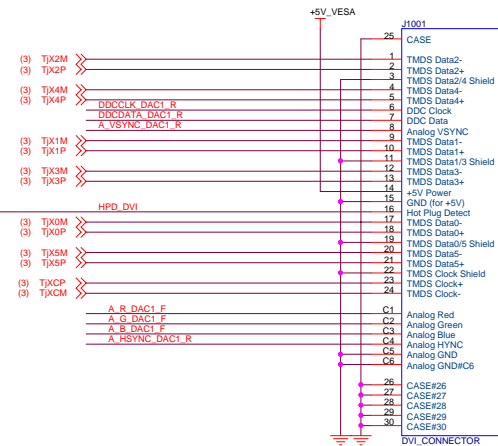 +5V_VESA
J1001
25 CASE
(3) TjX2M 1 TMDS Data2-
(3) TjX2P 2 TMDS Data2+
3 TMDS Data2/4 Shield
(3) TjX4M 4 TMDS Data4-
(3) TjX4P 5 TMDS Data4+
DDCCLK_DAC1_R 6 DDC Clock
DDCDATA_DAC1_R 7 DDC Data
A_VSYNC_DAC1_R 8 Analog VSYNC
(3) TjX1M 9 TMDS Data1-
(3) TjX1P 10 TMDS Data1+
11 TMDS Data1/3 Shield
(3) TjX3M 12 TMDS Data3-
(3) TjX3P 13 TMDS Data3+
14 +5V Power
15 GND (for +5V)
HPD_DVI 16 Hot Plug Detect
(3) TjX0M 17 TMDS Data0-
(3) TjX0P 18 TMDS Data0+
19 TMDS Data0/5 Shield
(3) TjX5M 20 TMDS Data5-
(3) TjX5P 21 TMDS Data5+
22 TMDS Clock Shield
(3) TjXCP 23 TMDS Clock+
(3) TjXCM 24 TMDS Clock-
A_R_DAC1_F C1 Analog Red
A_G_DAC1_F C2 Analog Green
A_B_DAC1_F C3 Analog Blue
A_HSYNC_DAC1_R C4 Analog HYNC
C5 Analog GND
C6 Analog GND#C6
26 CASE#26
27 CASE#27
28 CASE#28
29 CASE#29
30 CASE#30
DVI_CONNECTOR